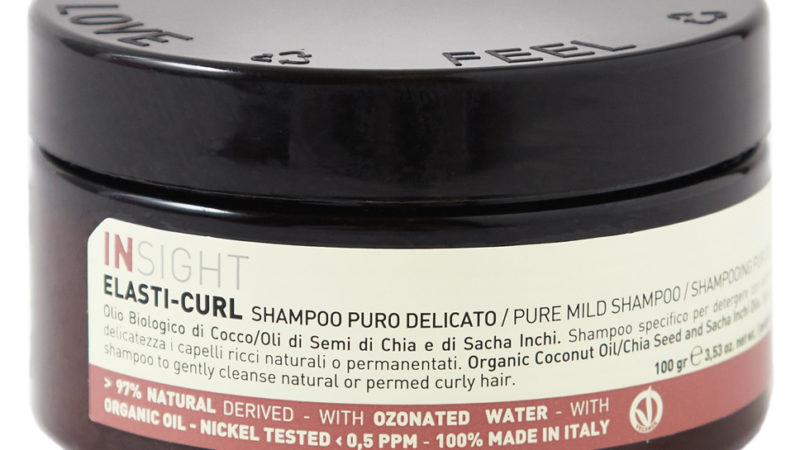 LOVE FEEL
INSIGHT
ELASTI-CURL SHAMPOO PURO DELICATO / PURE MILD SHAMPOO / SHAMPOOING
Olio Biologico di Cocco/Oli di Semi di Chia e di Sacha Inchi. Shampoo specifico per detergere con
delicatezza i capelli ricci naturali o permanentati. Organic Coconut Oil/Chia Seed and Sacha Inchi
shampoo to gently cleanse natural or permed curly hair.
100 gr ℮ 3,53 oz. net wt.
> 97% NATURAL DERIVED - WITH OZONATED WATER - WITH
ORGANIC OIL - NICKEL TESTED < 0,5 PPM - 100% MADE IN ITALY